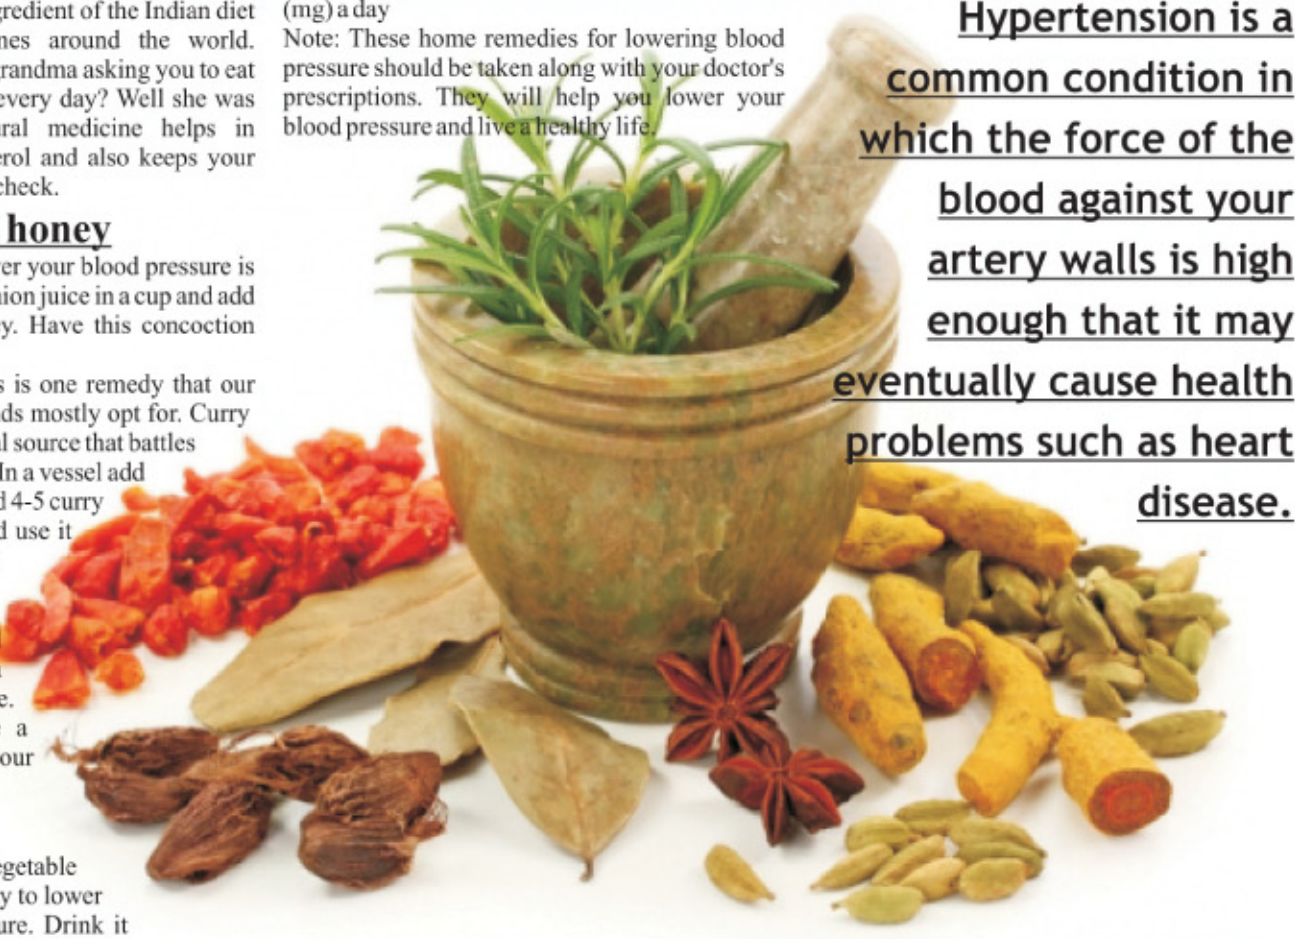 redient of the Indian diet
nes around the world.
grandma asking you to eat
every day? Well she was
ral medicine helps in
erol and also keeps your
check.
honey
er your blood pressure is
ion juice in a cup and add
y. Have this concoction
s is one remedy that our
ds mostly opt for. Curry
l source that battles
In a vessel add
d 4-5 curry
d use it
e.
a
our
egetable
y to lower
ure. Drink it
(mg) a day
Note: These home remedies for lowering blood
pressure should be taken along with your doctor's
prescriptions. They will help you lower your
blood pressure and live a healthy life.
Hypertension is a
common condition in
which the force of the
blood against your
artery walls is high
enough that it may
eventually cause health
problems such as heart
disease.